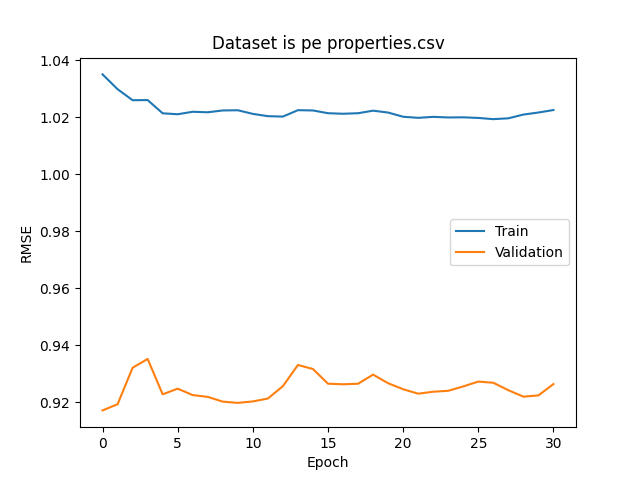 Dataset is pe properties.csv
1.04
1.02
1.00
0.98
0.96
0.94
0.92
RMSE
Train
Validation
0
5
10
15
20
25
30
Epoch